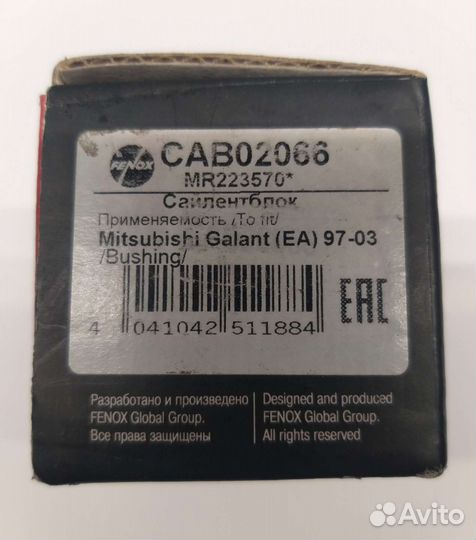 FENOX
CAB02066
MR223570*
Сайлентблок
Применяемость /To fit/
Mitsubishi Galant (EA) 97-03
/Bushing/
4 041042 511884
EAC
Разработано и произведено
FENOX Global Group.
Все права защищены
Designed and produced
FENOX Global Group.
All rights reserved
Avito